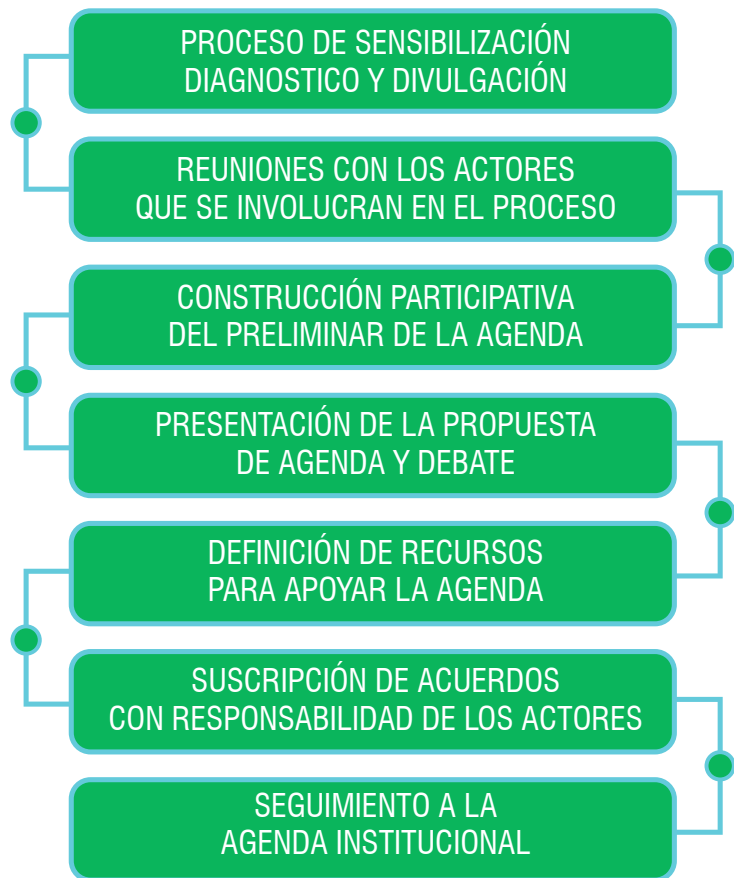 PROCESO DE SENSIBILIZACIÓN
DIAGNOSTICO Y DIVULGACIÓN
REUNIONES CON LOS ACTORES
QUE SE INVOLUCRAN EN EL PROCESO
CONSTRUCCIÓN PARTICIPATIVA
DEL PRELIMINAR DE LA AGENDA
PRESENTACIÓN DE LA PROPUESTA
DE AGENDA Y DEBATE
DEFINICIÓN DE RECURSOS
PARA APOYAR LA AGENDA
SUSCRIPCIÓN DE ACUERDOS
CON RESPONSABILIDAD DE LOS ACTORES
SEGUIMIENTO A LA
AGENDA INSTITUCIONAL